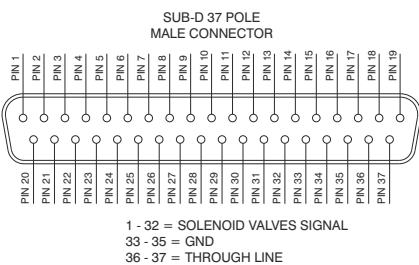 SUB-D 37 POLE
MALE CONNECTOR
PIN 1
PIN 2
PIN 3
PIN 4
PIN 5
PIN 6
PIN 7
PIN 8
PIN 9
PIN 10
PIN 11
PIN 12
PIN 13
PIN 14
PIN 15
PIN 16
PIN 17
PIN 18
PIN 19
PIN 20
PIN 21
PIN 22
PIN 23
PIN 24
PIN 25
PIN 26
PIN 27
PIN 28
PIN 29
PIN 30
PIN 31
PIN 32
PIN 33
PIN 34
PIN 35
PIN 36
PIN 37
1 - 32 = SOLENOID VALVES SIGNAL
33 - 35 = GND
36 - 37 = THROUGH LINE